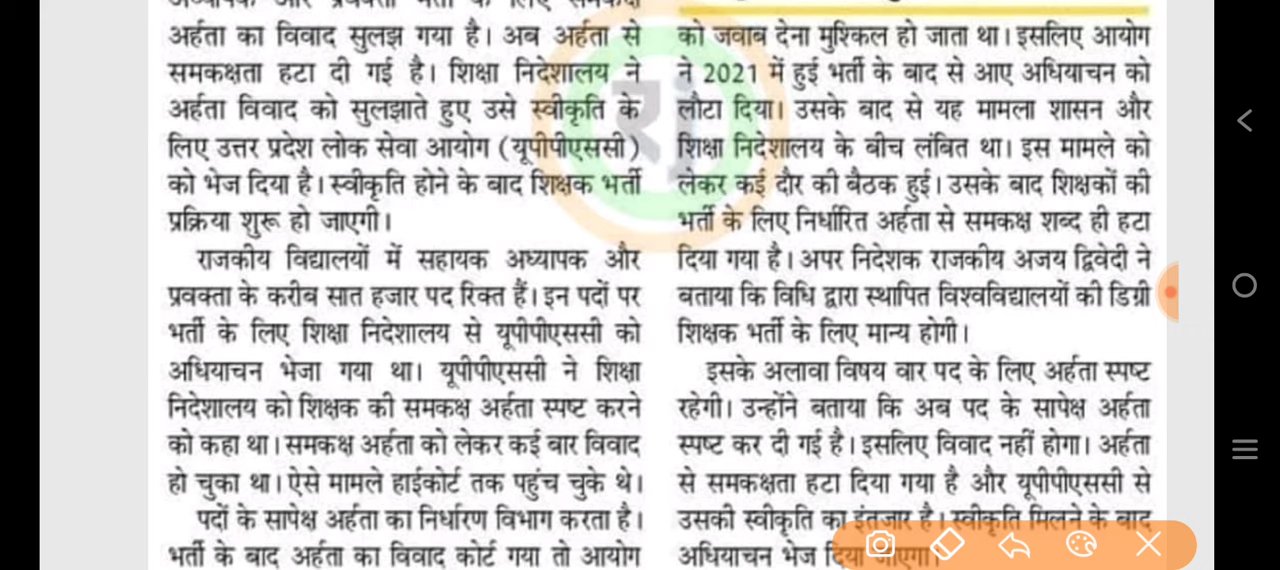 अर्हता का विवाद सुलझ गया है। अब अर्हता से
समकक्षता हटा दी गई है। शिक्षा निदेशालय ने
अर्हता विवाद को सुलझाते हुए उसे स्वीकृति के
लिए उत्तर प्रदेश लोक सेवा आयोग (यूपीपीएससी)
को भेज दिया है। स्वीकृति होने के बाद शिक्षक भर्ती
प्रक्रिया शुरू हो जाएगी।
राजकीय विद्यालयों में सहायक अध्यापक और
प्रवक्ता के करीब सात हजार पद रिक्त हैं। इन पदों पर
भर्ती के लिए शिक्षा निदेशालय से यूपीपीएससी को
अधियाचन भेजा गया था। यूपीपीएससी ने शिक्षा
निदेशालय को शिक्षक की समकक्ष अर्हता स्पष्ट करने
को कहा था। समकक्ष अर्हता को लेकर कई बार विवाद
हो चुका था। ऐसे मामले हाईकोर्ट तक पहुंच चुके थे।
पदों के सापेक्ष अर्हता का निर्धारण विभाग करता है।
भर्ती के बाद अर्हता का विवाद कोर्ट गया तो आयोग
को जवाब देना मुश्किल हो जाता था। इसलिए आयोग
ने 2021 में हुई भर्ती के बाद से आए अधियाचन को
लौटा दिया। उसके बाद से यह मामला शासन और
शिक्षा निदेशालय के बीच लंबित था। इस मामले को
लेकर कई दौर की बैठक हुई। उसके बाद शिक्षकों की
भर्ती के लिए निर्धारित अर्हता से समकक्ष शब्द ही हटा
दिया गया है। अपर निदेशक राजकीय अजय द्विवेदी ने
बताया कि विधि द्वारा स्थापित विश्वविद्यालयों की डिग्री
शिक्षक भर्ती के लिए मान्य होगी।
इसके अलावा विषय वार पद के लिए अर्हता स्पष्ट
रहेगी। उन्होंने बताया कि अब पद के सापेक्ष अर्हता
स्पष्ट कर दी गई है। इसलिए विवाद नहीं होगा। अर्हता
से समकक्षता हटा दिया गया है और यूपीपीएससी से
उसकी स्वीकृति का इंतजार है। स्वीकृति मिलने के बाद
अधियाचन भेज दिया जाएगा।